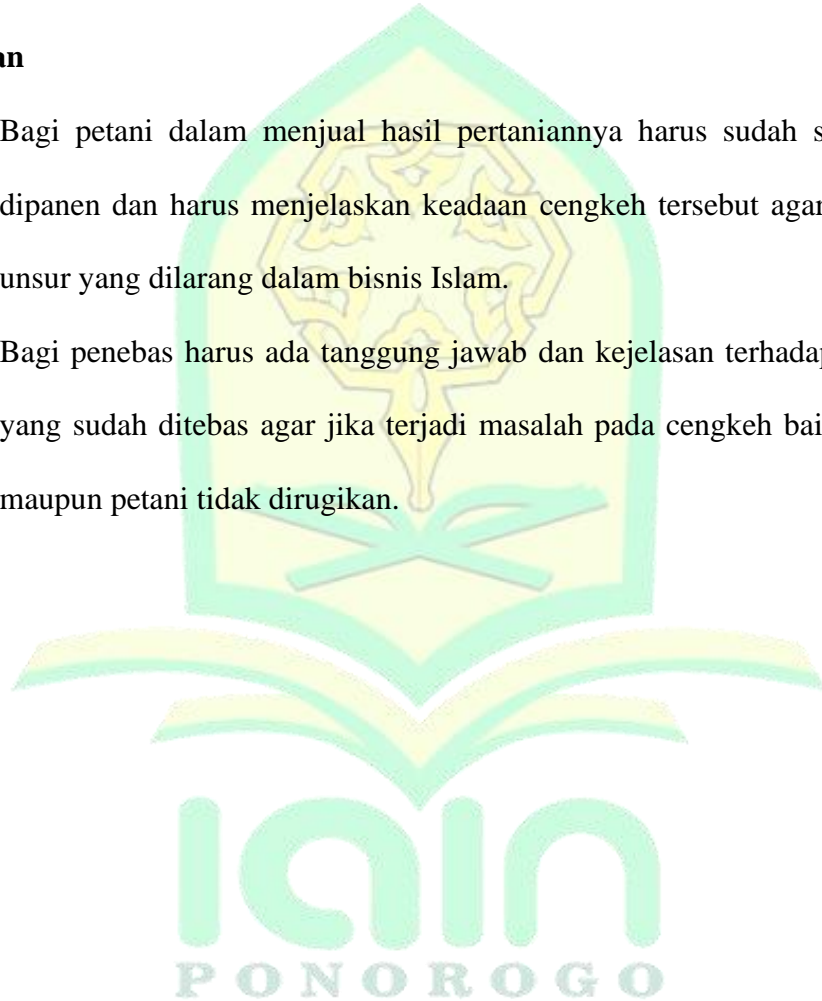 an
Bagi petani dalam menjual hasil pertaniannya harus sudah s
dipanen dan harus menjelaskan keadaan cengkeh tersebut agar
unsur yang dilarang dalam bisnis Islam.
Bagi penebas harus ada tanggung jawab dan kejelasan terhadap
yang sudah ditebas agar jika terjadi masalah pada cengkeh bai
maupun petani tidak dirugikan.
iain
PONOROGO